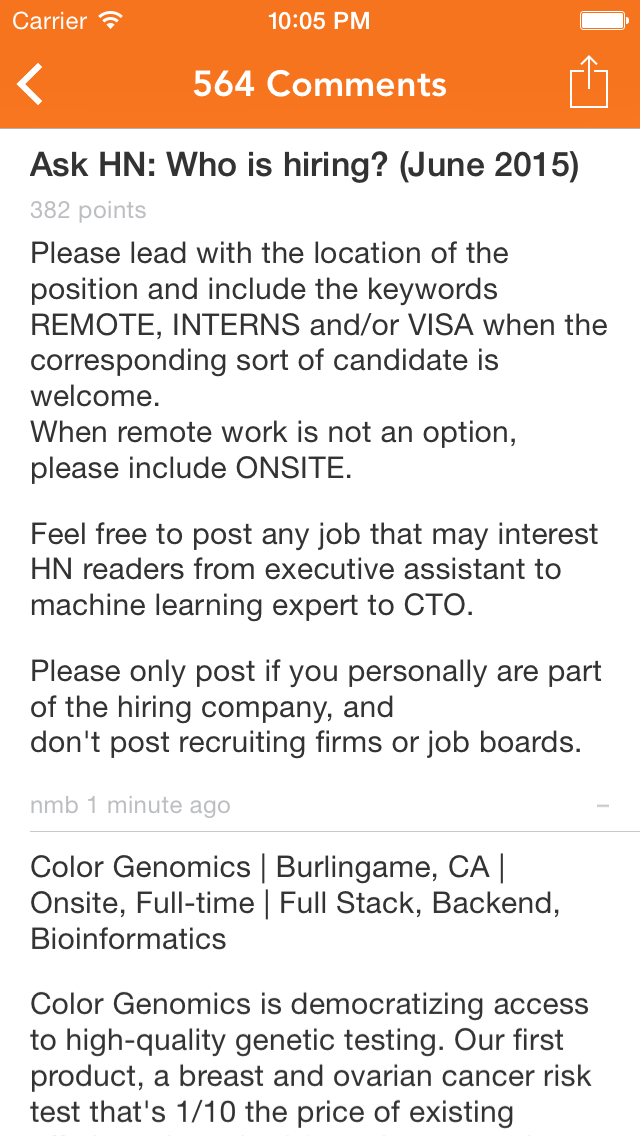 Carrier 10:05 PM
564 Comments
Ask HN: Who is hiring? (June 2015)
382 points
Please lead with the location of the
position and include the keywords
REMOTE, INTERNS and/or VISA when the
corresponding sort of candidate is
welcome.
When remote work is not an option,
please include ONSITE.
Feel free to post any job that may interest
HN readers from executive assistant to
machine learning expert to CTO.
Please only post if you personally are part
of the hiring company, and
don't post recruiting firms or job boards.
nmb 1 minute ago –
Color Genomics | Burlingame, CA |
Onsite, Full-time | Full Stack, Backend,
Bioinformatics
Color Genomics is democratizing access
to high-quality genetic testing. Our first
product, a breast and ovarian cancer risk
test that's 1/10 the price of existing